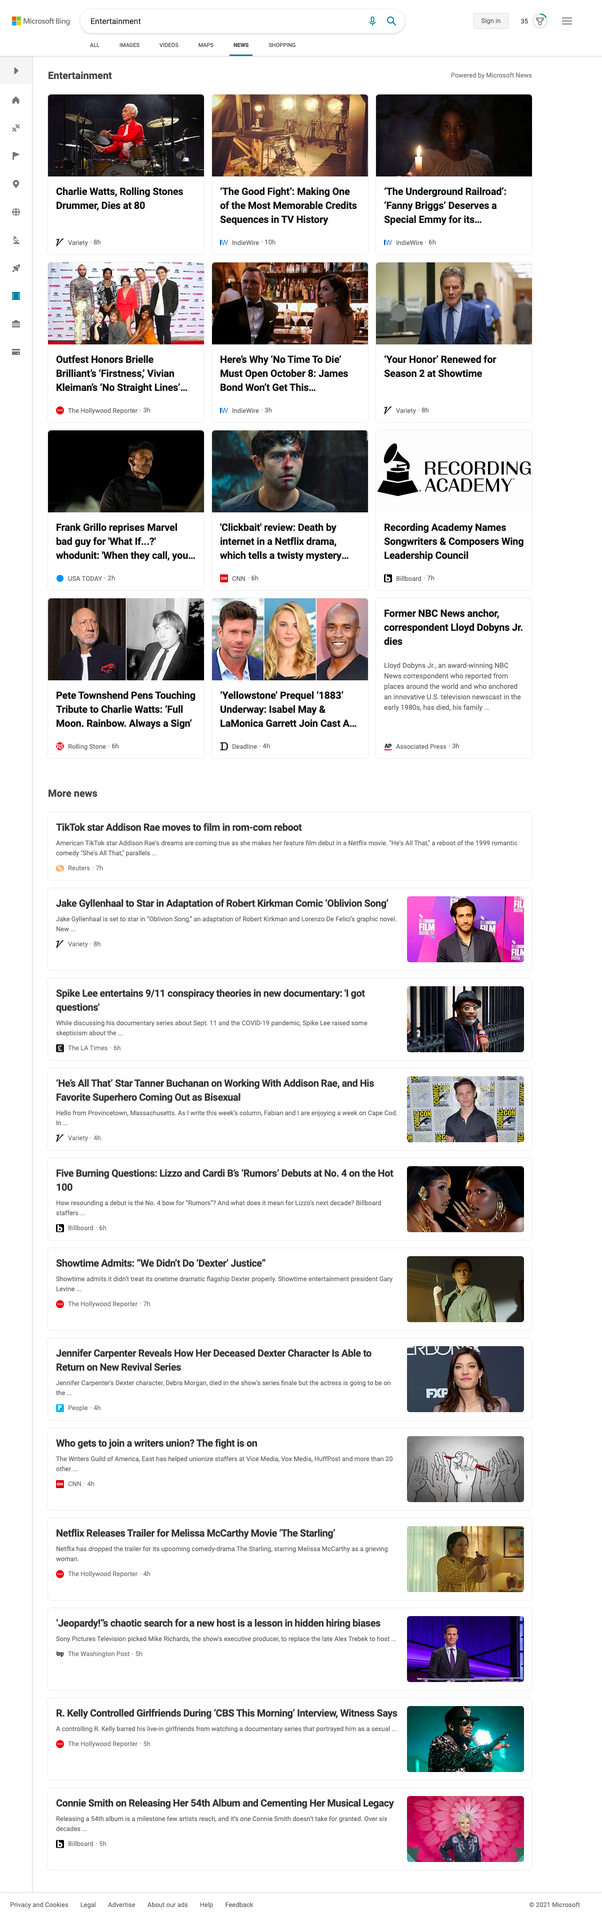 Microsoft Bing
Entertainment
Sign in
35
ALL IMAGES VIDEOS MAPS NEWS SHOPPING
Entertainment
Powered by Microsoft News
Charlie Watts, Rolling Stones
Drummer, Dies at 80
Variety · 8h
'The Good Fight': Making One
of the Most Memorable Credits
Sequences in TV History
IW IndieWire · 10h
'The Underground Railroad':
'Fanny Briggs' Deserves a
Special Emmy for its...
IW IndieWire · 6h
Outfest Honors Brielle
Brilliant's 'Firstness,' Vivian
Kleiman's 'No Straight Lines'...
The Hollywood Reporter · 3h
Here's Why 'No Time To Die'
Must Open October 8: James
Bond Won't Get This...
IW IndieWire · 3h
'Your Honor' Renewed for
Season 2 at Showtime
Variety · 8h
Frank Grillo reprises Marvel
bad guy for 'What If...?'
whodunit: 'When they call, you...
USA TODAY · 2h
'Clickbait' review: Death by
internet in a Netflix drama,
which tells a twisty mystery...
CNN · 6h
RECORDING
ACADEMY
Recording Academy Names
Songwriters & Composers Wing
Leadership Council
Billboard · 7h
Pete Townshend Pens Touching
Tribute to Charlie Watts: 'Full
Moon. Rainbow. Always a Sign'
Rolling Stone · 6h
'Yellowstone' Prequel '1883'
Underway: Isabel May &
LaMonica Garrett Join Cast A...
Deadline · 4h
Former NBC News anchor,
correspondent Lloyd Dobyns Jr.
dies
Lloyd Dobyns Jr., an award-winning NBC
News correspondent who reported from
places around the world and who anchored
an innovative U.S. television newscast in the
early 1980s, has died, his family ...
AP Associated Press · 3h
More news
TikTok star Addison Rae moves to film in rom-com reboot
American TikTok star Addison Rae's dreams are coming true as she makes her feature film debut in a Netflix movie. "He's All That," a reboot of the 1999 romantic
comedy "She's All That," parallels ...
Reuters · 7h
Jake Gyllenhaal to Star in Adaptation of Robert Kirkman Comic 'Oblivion Song'
Jake Gyllenhaal is set to star in "Oblivion Song," an adaptation of Robert Kirkman and Lorenzo De Felici's graphic novel.
New ...
Variety · 8h
Spike Lee entertains 9/11 conspiracy theories in new documentary: 'I got
questions'
While discussing his documentary series about Sept. 11 and the COVID-19 pandemic, Spike Lee raised some
skepticism about the ...
The LA Times · 6h
'He's All That' Star Tanner Buchanan on Working With Addison Rae, and His
Favorite Superhero Coming Out as Bisexual
Hello from Provincetown, Massachusetts. As I write this week's column, Fabian and I are enjoying a week on Cape Cod.
In ...
Variety · 4h
Five Burning Questions: Lizzo and Cardi B's 'Rumors' Debuts at No. 4 on the Hot
100
How resounding a debut is the No. 4 bow for "Rumors"? And what does it mean for Lizzo's next decade? Billboard
staffers ...
Billboard · 6h
Showtime Admits: "We Didn't Do 'Dexter' Justice"
Showtime admits it didn't treat its onetime dramatic flagship Dexter properly. Showtime entertainment president Gary
Levine ...
The Hollywood Reporter · 7h
Jennifer Carpenter Reveals How Her Deceased Dexter Character Is Able to
Return on New Revival Series
Jennifer Carpenter's Dexter character, Debra Morgan, died in the show's series finale but the actress is going to be on
the ...
People · 4h
Who gets to join a writers union? The fight is on
The Writers Guild of America, East has helped unionize staffers at Vice Media, Vox Media, HuffPost and more than 20
other ...
CNN · 4h
Netflix Releases Trailer for Melissa McCarthy Movie 'The Starling'
Netflix has dropped the trailer for its upcoming comedy-drama The Starling, starring Melissa McCarthy as a grieving
woman.
The Hollywood Reporter · 4h
'Jeopardy!'s chaotic search for a new host is a lesson in hidden hiring biases
Sony Pictures Television picked Mike Richards, the show's executive producer, to replace the late Alex Trebek to host ...
wp The Washington Post · 5h
R. Kelly Controlled Girlfriends During 'CBS This Morning' Interview, Witness Says
A controlling R. Kelly barred his live-in girlfriends from watching a documentary series that portrayed him as a sexual ...
The Hollywood Reporter · 5h
Connie Smith on Releasing Her 54th Album and Cementing Her Musical Legacy
Releasing a 54th album is a milestone few artists reach, and it's one Connie Smith doesn't take for granted. Over six
decades ...
Billboard · 5h
Privacy and Cookies Legal Advertise About our ads Help Feedback
© 2021 Microsoft